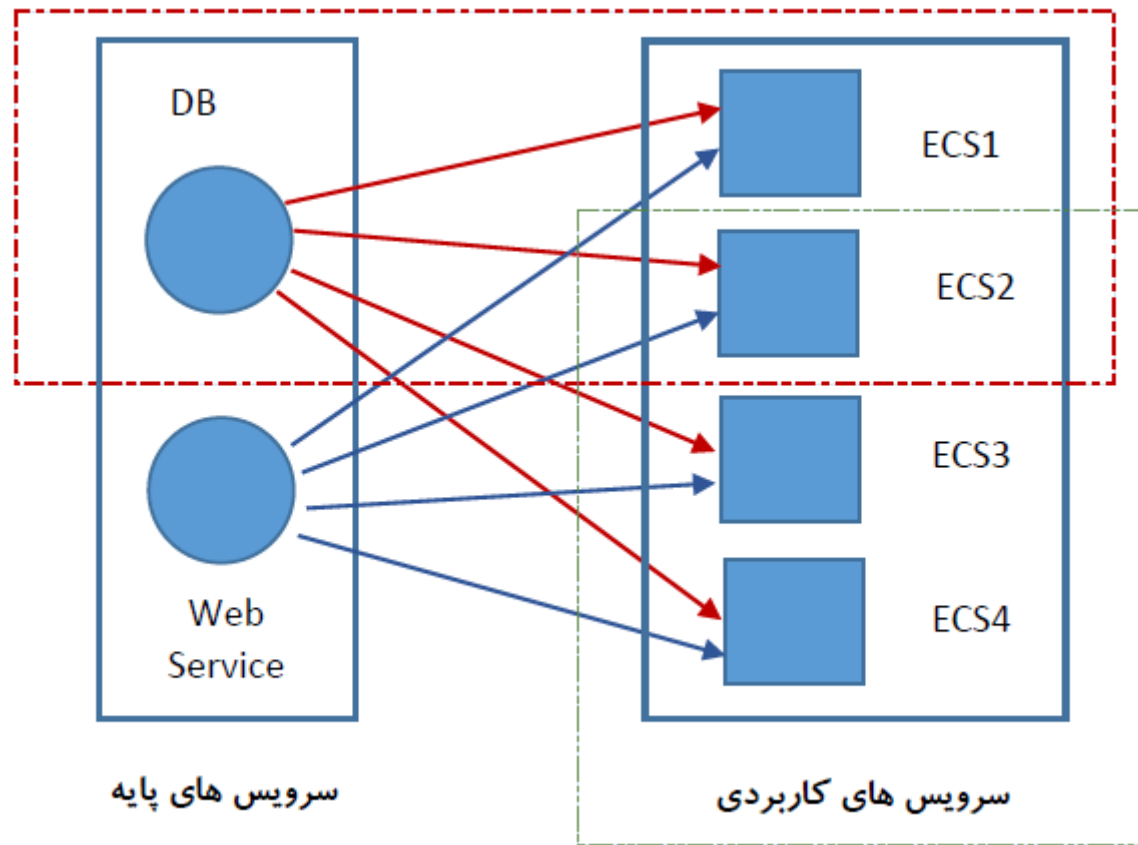 DB
ECS1
ECS2
ECS3
ECS4
Web
Service
سرویس های پایه
سرویس های کاربردی